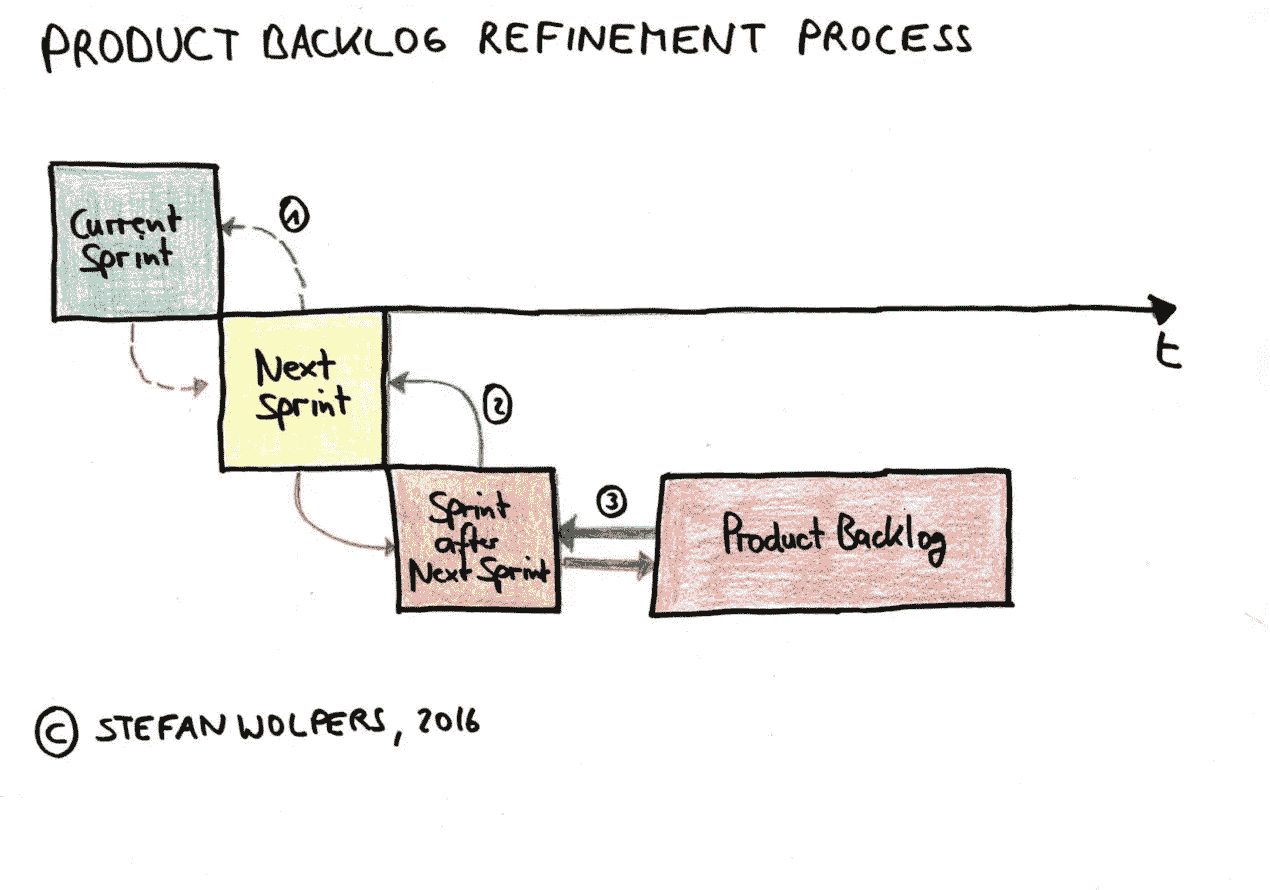 PRODUCT BACKLOG REFINEMENT PROCESS
Current
Sprint
1
t
Next
Sprint
2
Sprint
after
Next Sprint
3
Product Backlog
© STEFAN WOLPERS, 2016